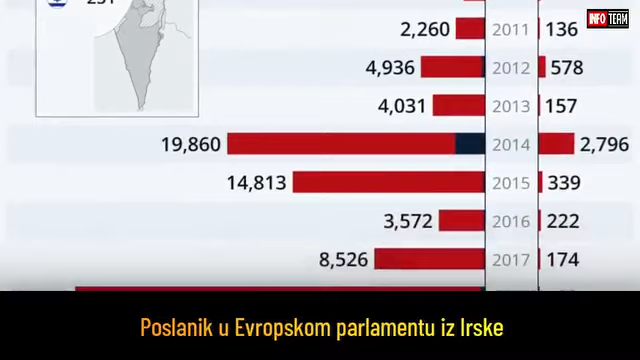 INFO TEAM
2,260 2011 136
4,936 2012 578
4,031 2013 157
19,860 2014 2,796
14,813 2015 339
3,572 2016 222
8,526 2017 174
Poslanik u Evropskom parlamentu iz Irske